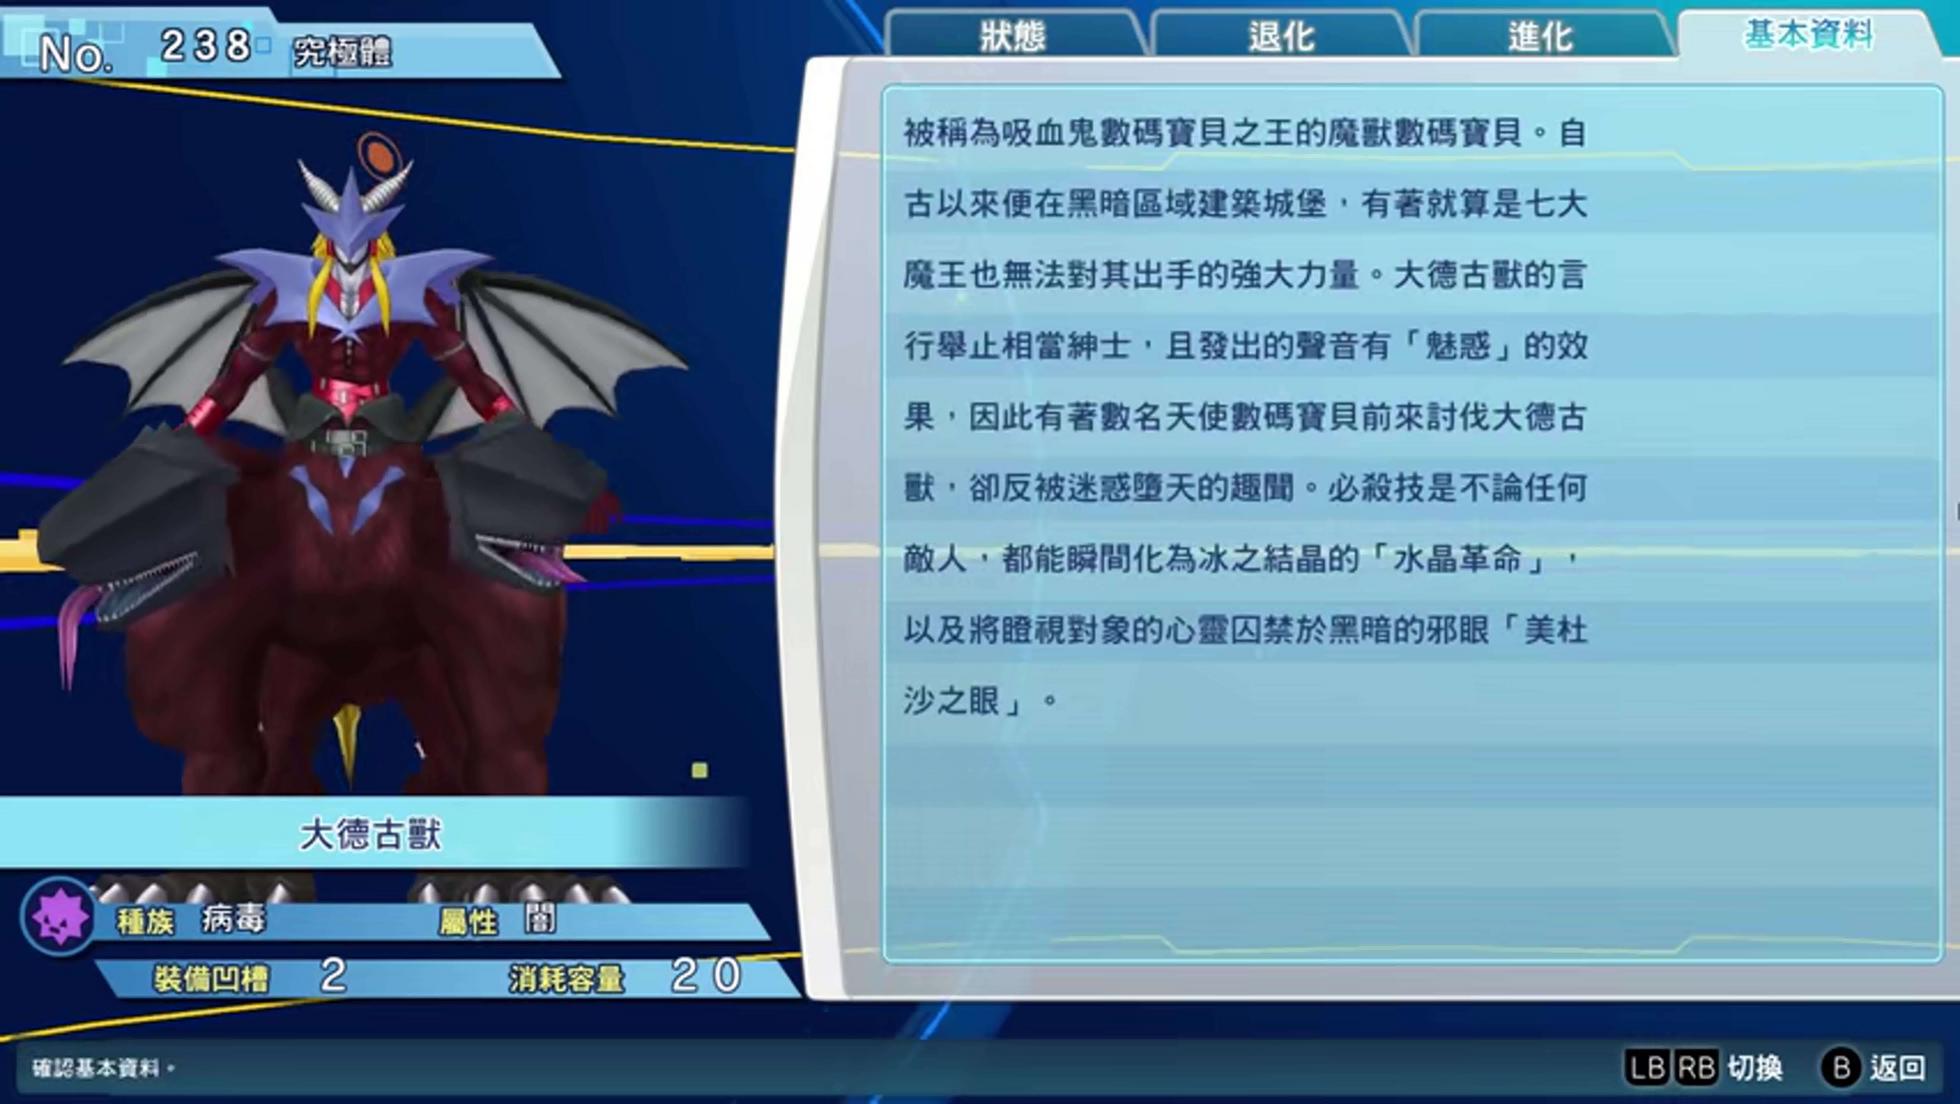 No. 238 究極體
狀態 退化 進化 基本資料
被稱為吸血鬼數碼寶貝之王的魔獸數碼寶貝。自
古以來便在黑暗區域建築城堡，有著就算是七大
魔王也無法對其出手的強大力量。大德古獸的言
行舉止相當紳士，且發出的聲音有「魅惑」的效
果，因此有著數名天使數碼寶貝前來討伐大德古
獸，卻反被迷惑墮天的趣聞。必殺技是不論任何
敵人，都能瞬間化為冰之結晶的「水晶革命」，
以及將瞪視對象的心靈囚禁於黑暗的邪眼「美杜
沙之眼」。
大德古獸
種族 病毒 屬性 闇
裝備凹槽 2 消耗容量 20
確認基本資料。
LB RB 切換 B 返回